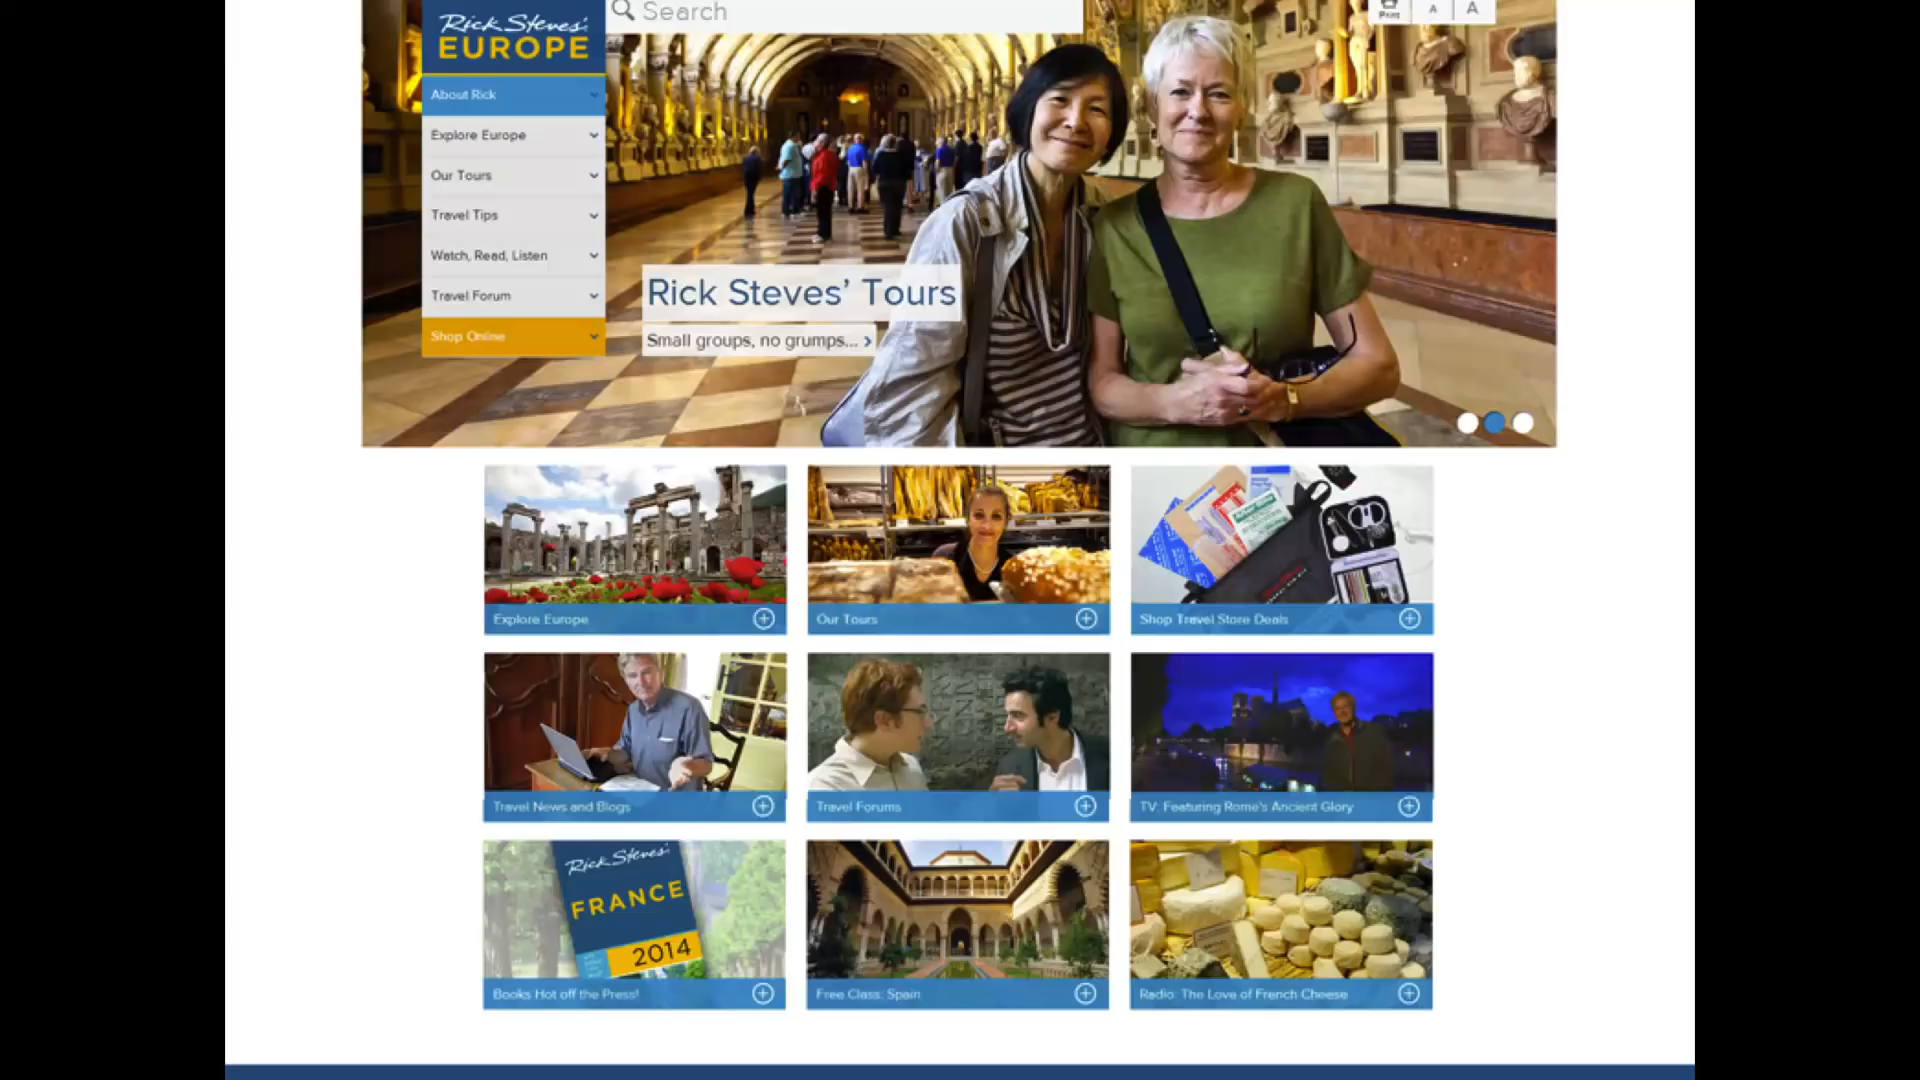 Rick Steves'
EUROPE
Search
Print
A
A
About Rick
Explore Europe
Our Tours
Travel Tips
Watch, Read, Listen
Travel Forum
Shop Online
Rick Steves' Tours
Small groups, no grumps... >
Explore Europe
Our Tours
Shop Travel Store Deals
Travel News and Blogs
Travel Forums
TV: Featuring Rome's Ancient Glory
Rick Steves'
FRANCE
2014
Books Hot off the Press!
Free Class: Spain
Radio: The Love of French Cheese